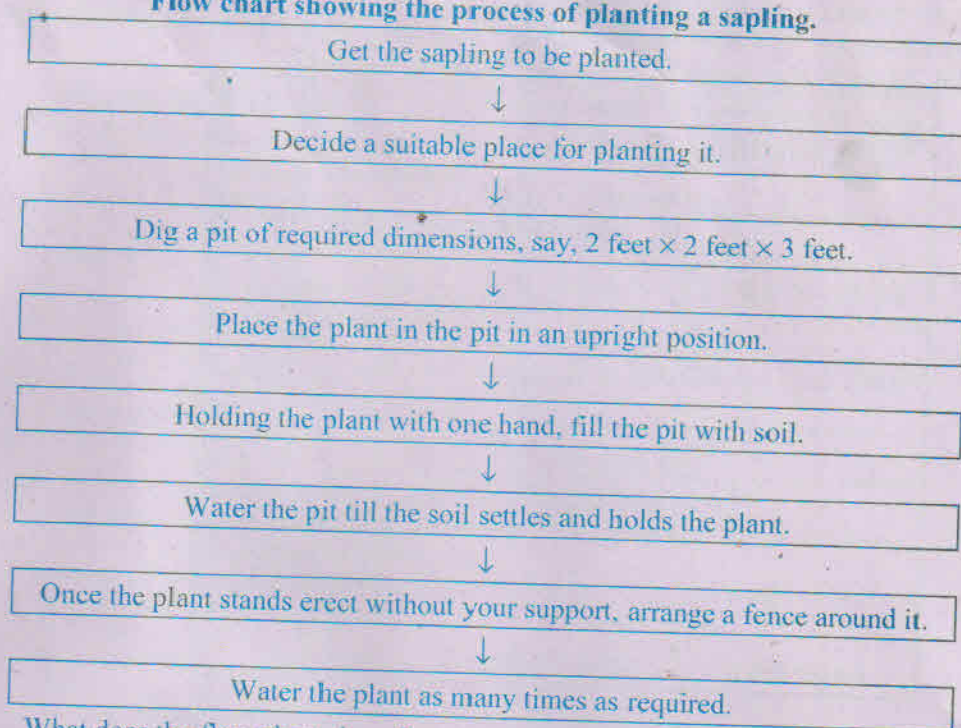 Flow chart showing the process of planting a sapling.
Get the sapling to be planted.
↓
Decide a suitable place for planting it.
↓
Dig a pit of required dimensions, say, 2 feet × 2 feet × 3 feet.
↓
Place the plant in the pit in an upright position.
↓
Holding the plant with one hand, fill the pit with soil.
↓
Water the pit till the soil settles and holds the plant.
↓
Once the plant stands erect without your support, arrange a fence around it.
↓
Water the plant as many times as required.
What does the flow